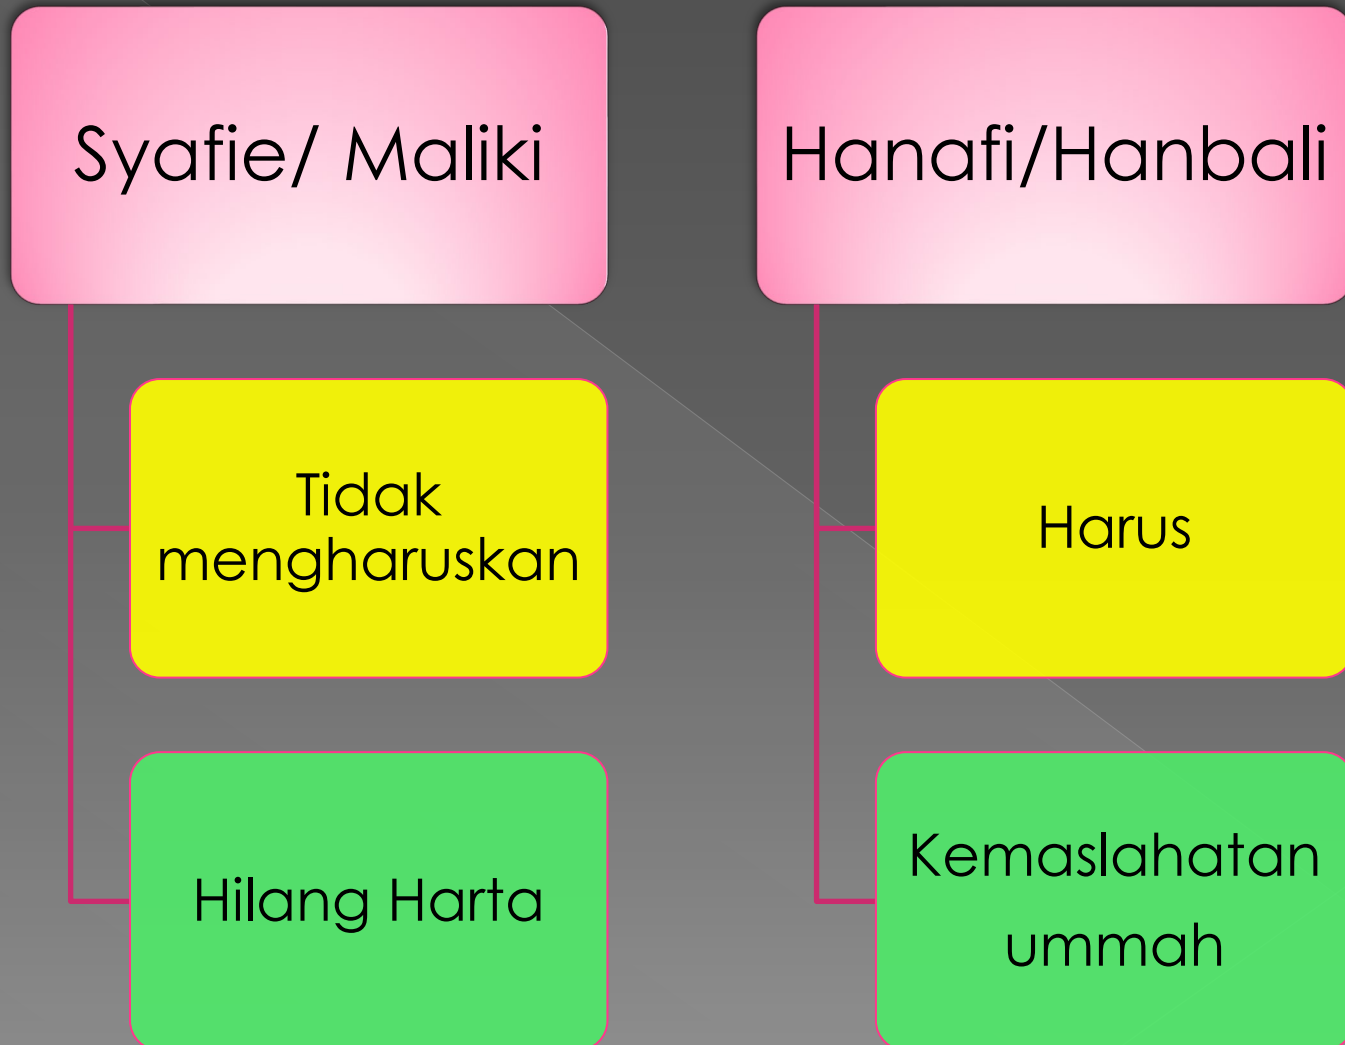 Syafie/ Maliki
Tidak
mengharuskan
Hilang Harta
Hanafi/Hanbali
Harus
Kemaslahatan
ummah